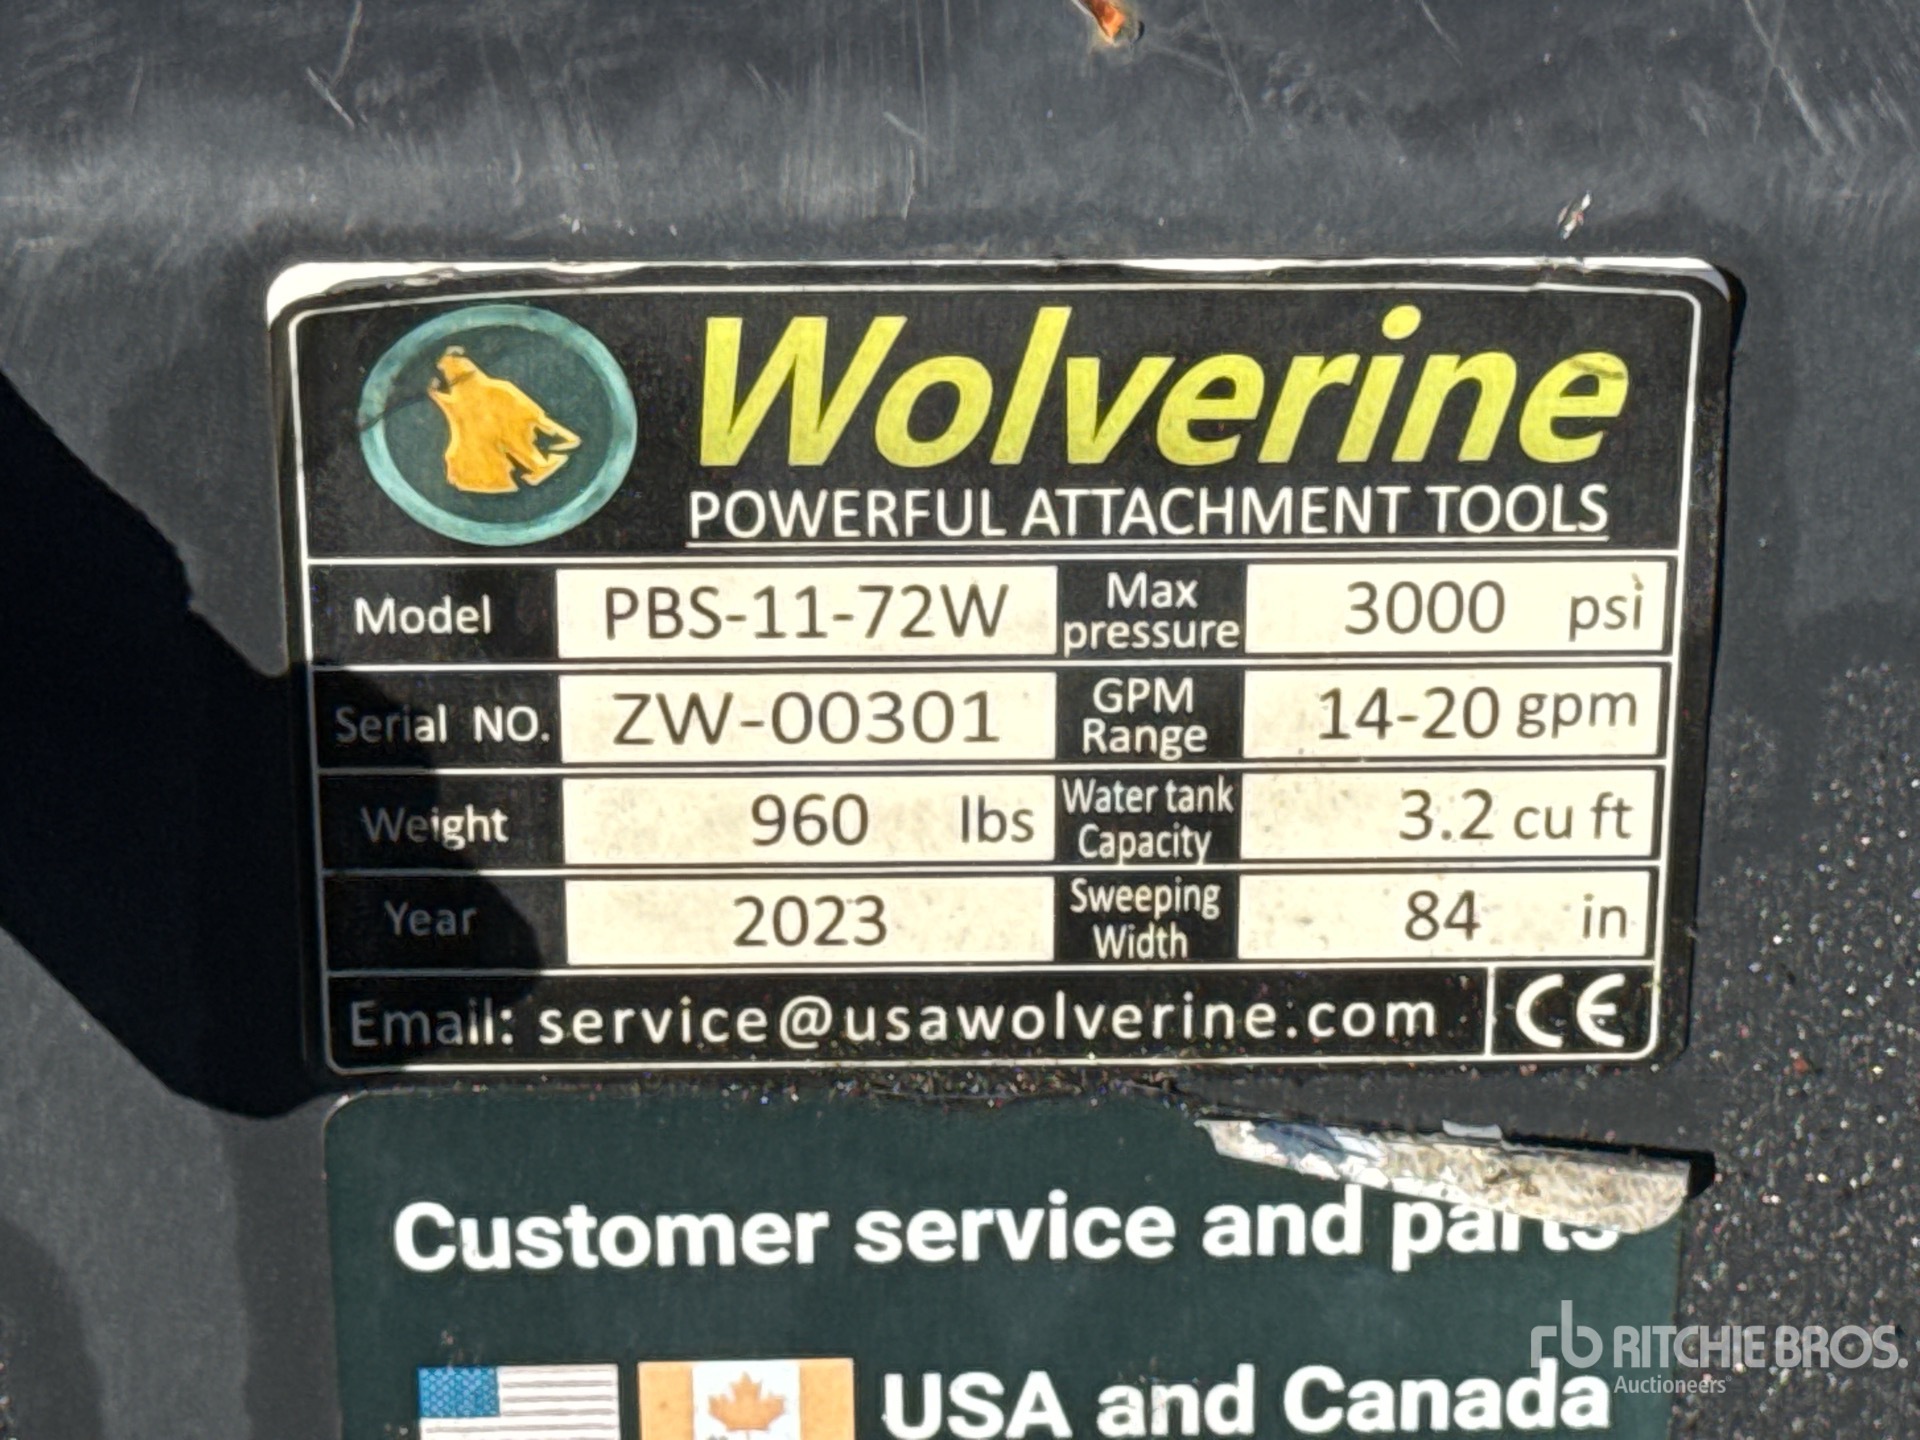 Wolverine
POWERFUL ATTACHMENT TOOLS
Model PBS-11-72W Max pressure 3000 psi
Serial NO. ZW-00301 GPM Range 14-20 gpm
Weight 960 lbs Water tank Capacity 3.2 cu ft
Year 2023 Sweeping Width 84 in
Email: service@usawolverine.com CE
Customer service and parts
USA and Canada
rb RITCHIE BROS.
Auctioneers